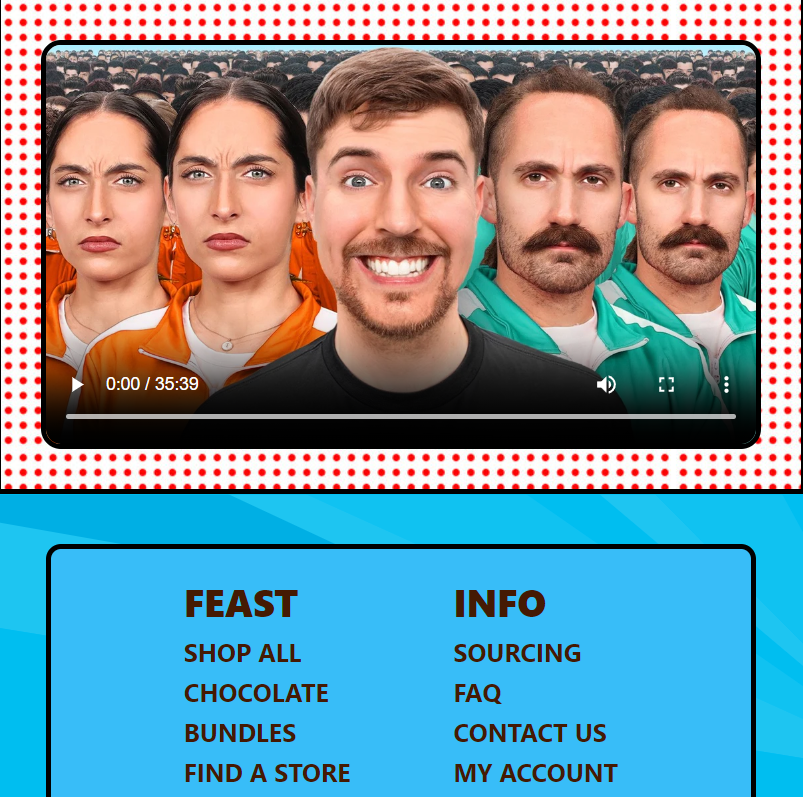 0:00 / 35:39
FEAST
SHOP ALL
CHOCOLATE
BUNDLES
FIND A STORE
INFO
SOURCING
FAQ
CONTACT US
MY ACCOUNT